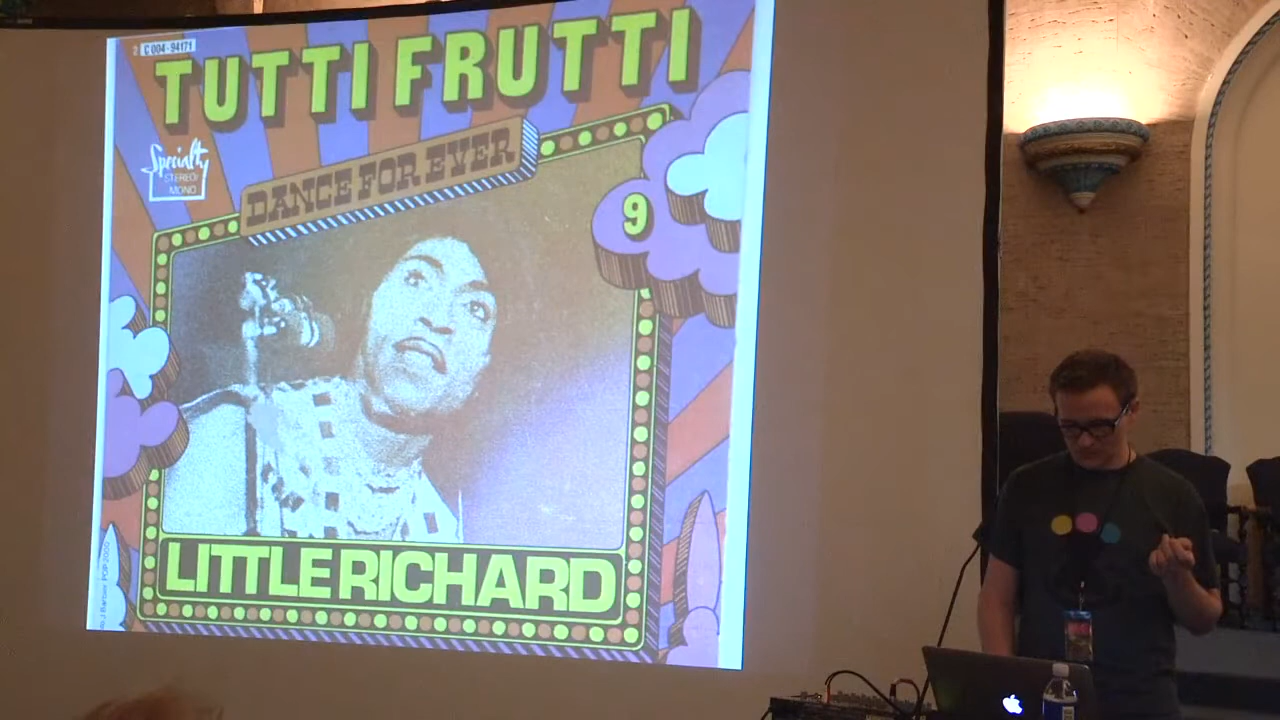 2 C 004-94171
TUTTI FRUTTI
Specialty
STEREO/
MONO
DANCE FOR EVER
9
LITTLE RICHARD